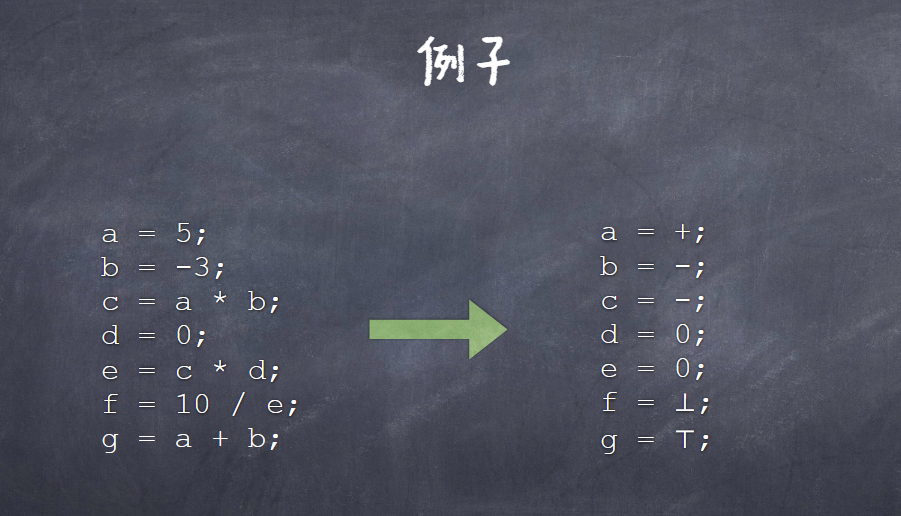 例子
a = 5;
b = -3;
c = a * b;
d = 0;
e = c * d;
f = 10 / e;
g = a + b;
a = +;
b = -;
c = -;
d = 0;
e = 0;
f = ⊥;
g = ⊤;